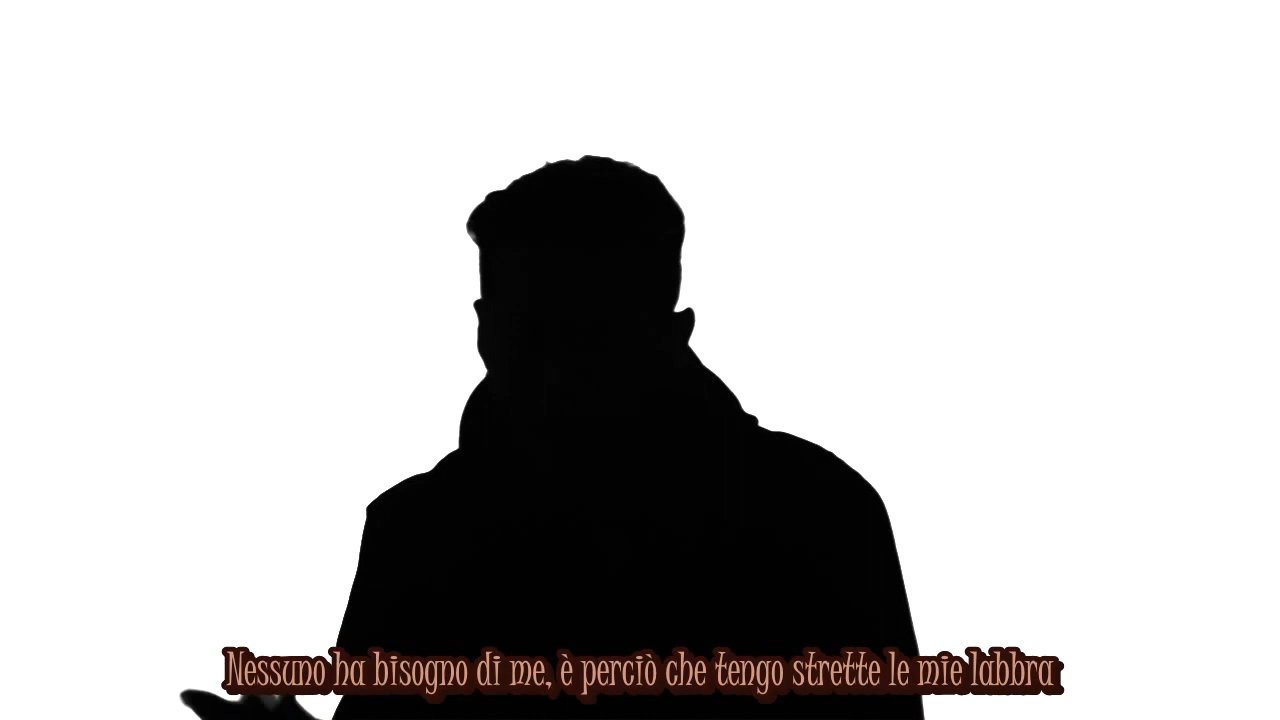 Nessuno ha bisogno di me, è perciò che tengo strette le mie labbra